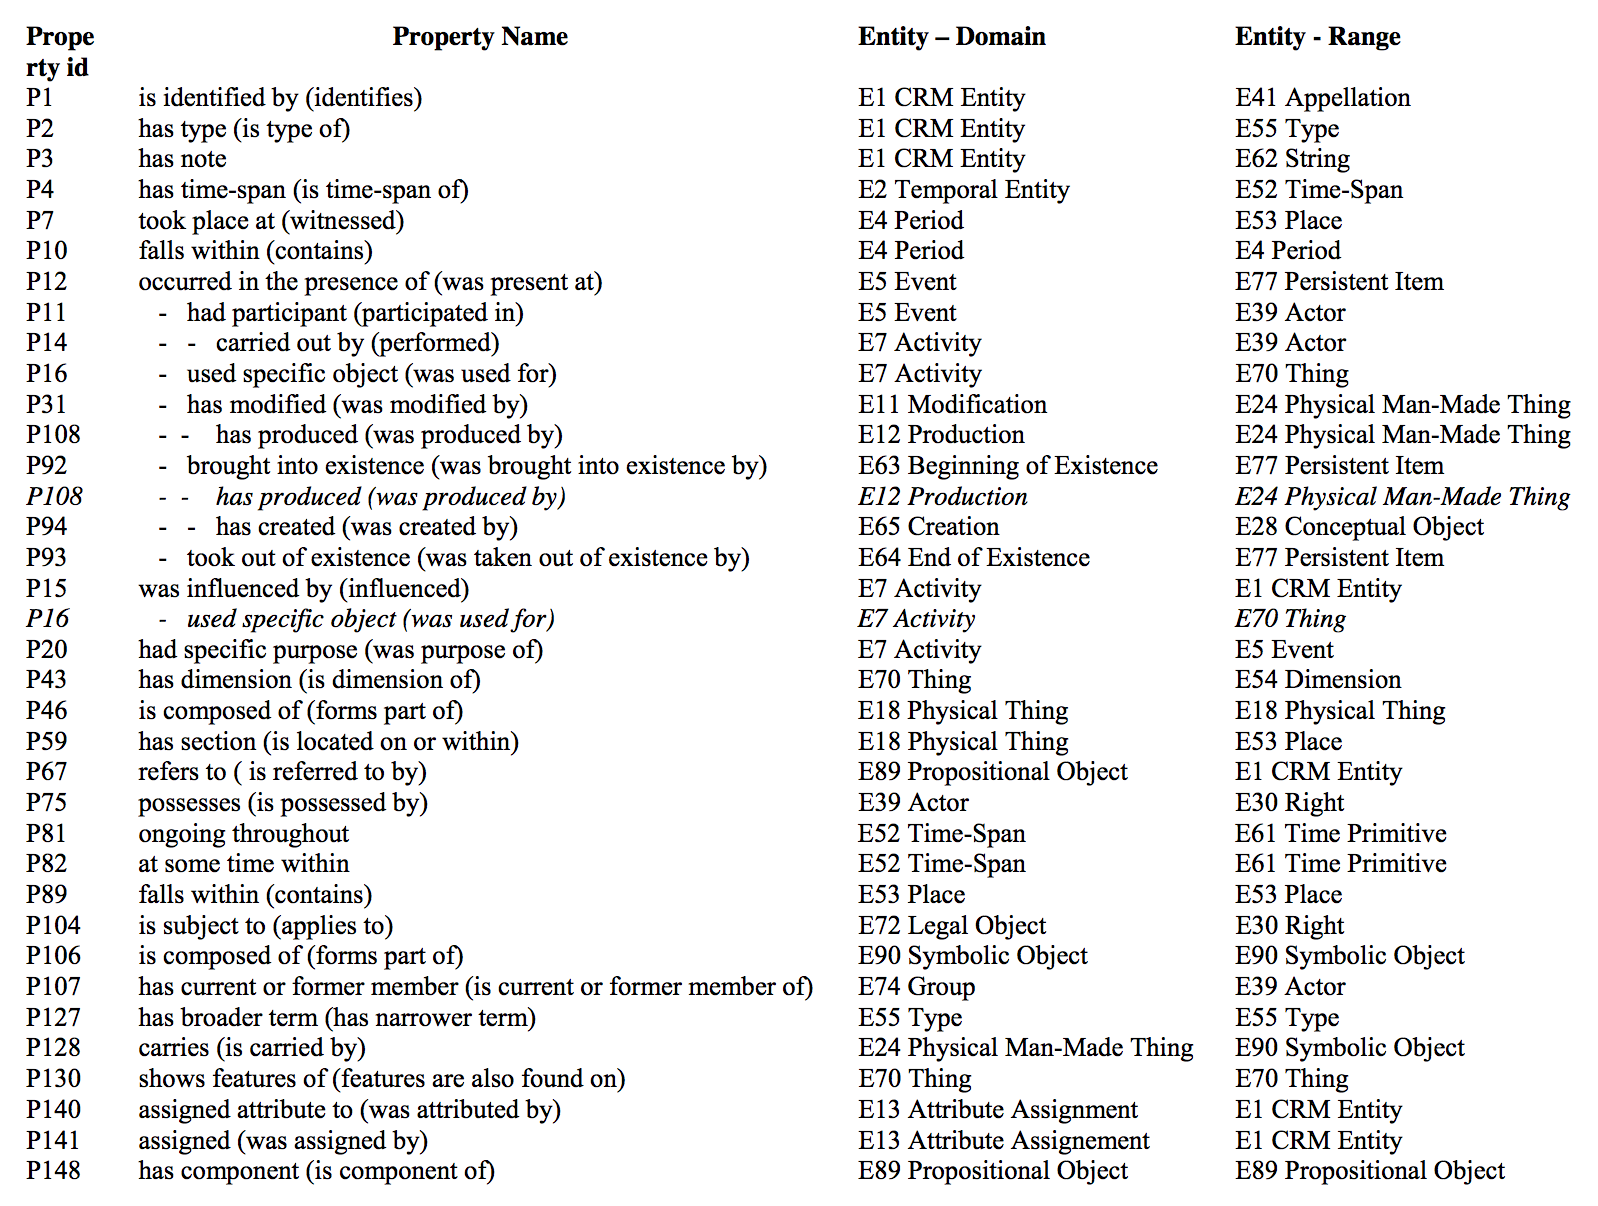 Prope Property Name Entity – Domain Entity - Range
rty id
P1 is identified by (identifies) E1 CRM Entity E41 Appellation
P2 has type (is type of) E1 CRM Entity E55 Type
P3 has note E1 CRM Entity E62 String
P4 has time-span (is time-span of) E2 Temporal Entity E52 Time-Span
P7 took place at (witnessed) E4 Period E53 Place
P10 falls within (contains) E4 Period E4 Period
P12 occurred in the presence of (was present at) E5 Event E77 Persistent Item
P11 - had participant (participated in) E5 Event E39 Actor
P14 - - carried out by (performed) E7 Activity E39 Actor
P16 - used specific object (was used for) E7 Activity E70 Thing
P31 - has modified (was modified by) E11 Modification E24 Physical Man-Made Thing
P108 - - has produced (was produced by) E12 Production E24 Physical Man-Made Thing
P92 - brought into existence (was brought into existence by) E63 Beginning of Existence E77 Persistent Item
P108 - - has produced (was produced by) E12 Production E24 Physical Man-Made Thing
P94 - - has created (was created by) E65 Creation E28 Conceptual Object
P93 - took out of existence (was taken out of existence by) E64 End of Existence E77 Persistent Item
P15 was influenced by (influenced) E7 Activity E1 CRM Entity
P16 - used specific object (was used for) E7 Activity E70 Thing
P20 had specific purpose (was purpose of) E7 Activity E5 Event
P43 has dimension (is dimension of) E70 Thing E54 Dimension
P46 is composed of (forms part of) E18 Physical Thing E18 Physical Thing
P59 has section (is located on or within) E18 Physical Thing E53 Place
P67 refers to ( is referred to by) E89 Propositional Object E1 CRM Entity
P75 possesses (is possessed by) E39 Actor E30 Right
P81 ongoing throughout E52 Time-Span E61 Time Primitive
P82 at some time within E52 Time-Span E61 Time Primitive
P89 falls within (contains) E53 Place E53 Place
P104 is subject to (applies to) E72 Legal Object E30 Right
P106 is composed of (forms part of) E90 Symbolic Object E90 Symbolic Object
P107 has current or former member (is current or former member of) E74 Group E39 Actor
P127 has broader term (has narrower term) E55 Type E55 Type
P128 carries (is carried by) E24 Physical Man-Made Thing E90 Symbolic Object
P130 shows features of (features are also found on) E70 Thing E70 Thing
P140 assigned attribute to (was attributed by) E13 Attribute Assignment E1 CRM Entity
P141 assigned (was assigned by) E13 Attribute Assignement E1 CRM Entity
P148 has component (is component of) E89 Propositional Object E89 Propositional Object